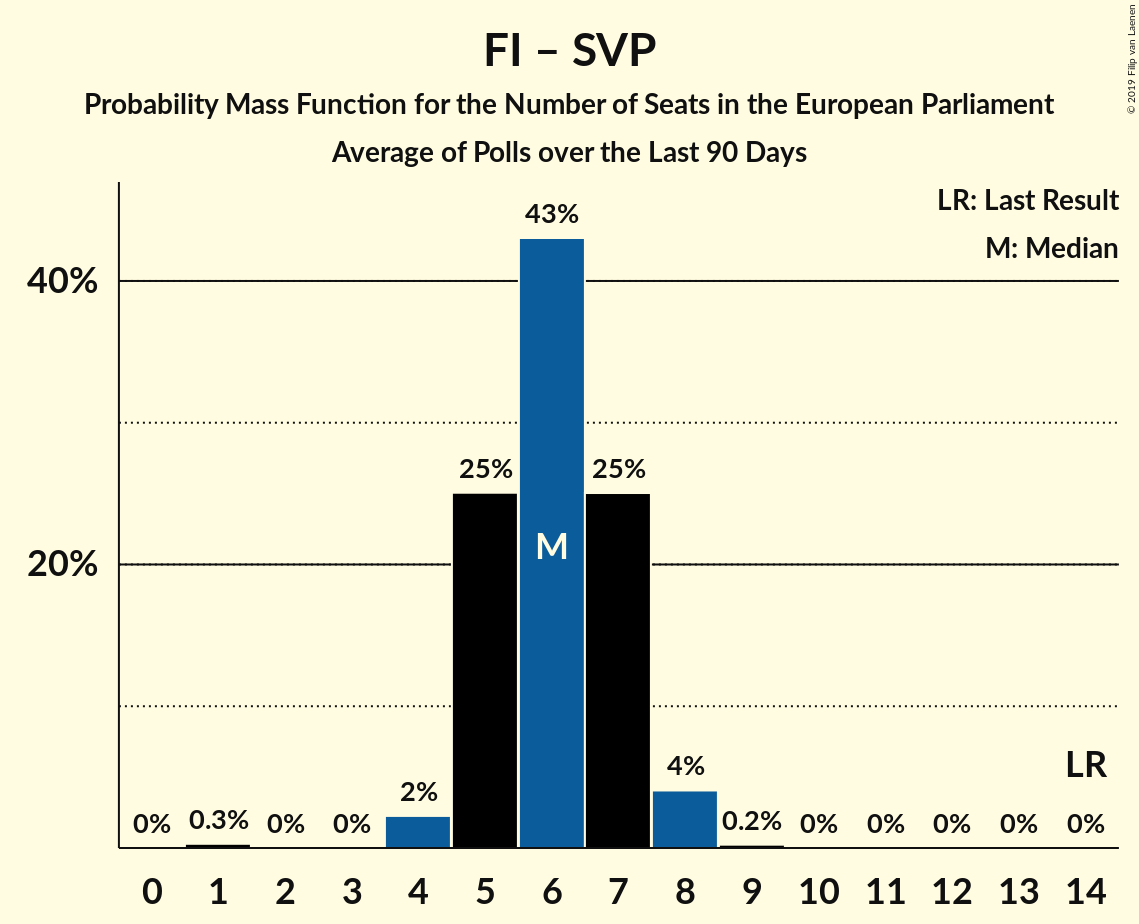 FI – SVP
Probability Mass Function for the Number of Seats in the European Parliament
Average of Polls over the Last 90 Days
© 2019 Filip van Laenen
LR: Last Result
M: Median
40%
20%
0%
0.3%
0%
0%
2%
25%
43%
25%
4%
0.2%
0%
0%
0%
0%
0%
M
LR
0 1 2 3 4 5 6 7 8 9 10 11 12 13 14